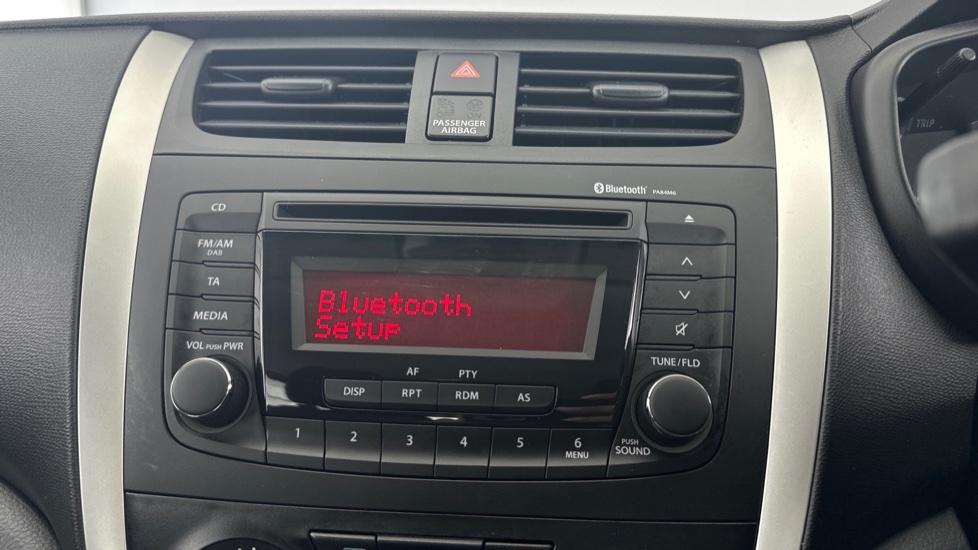 PASSENGER
AIRBAG
TRIP
Bluetooth PA84M6
CD
FM/AM
DAB
TA
MEDIA
VOL PUSH PWR
Bluetooth
Setup
AF PTY
DISP RPT RDM AS
1 2 3 4 5 6
MENU
TUNE/FLD
PUSH
SOUND